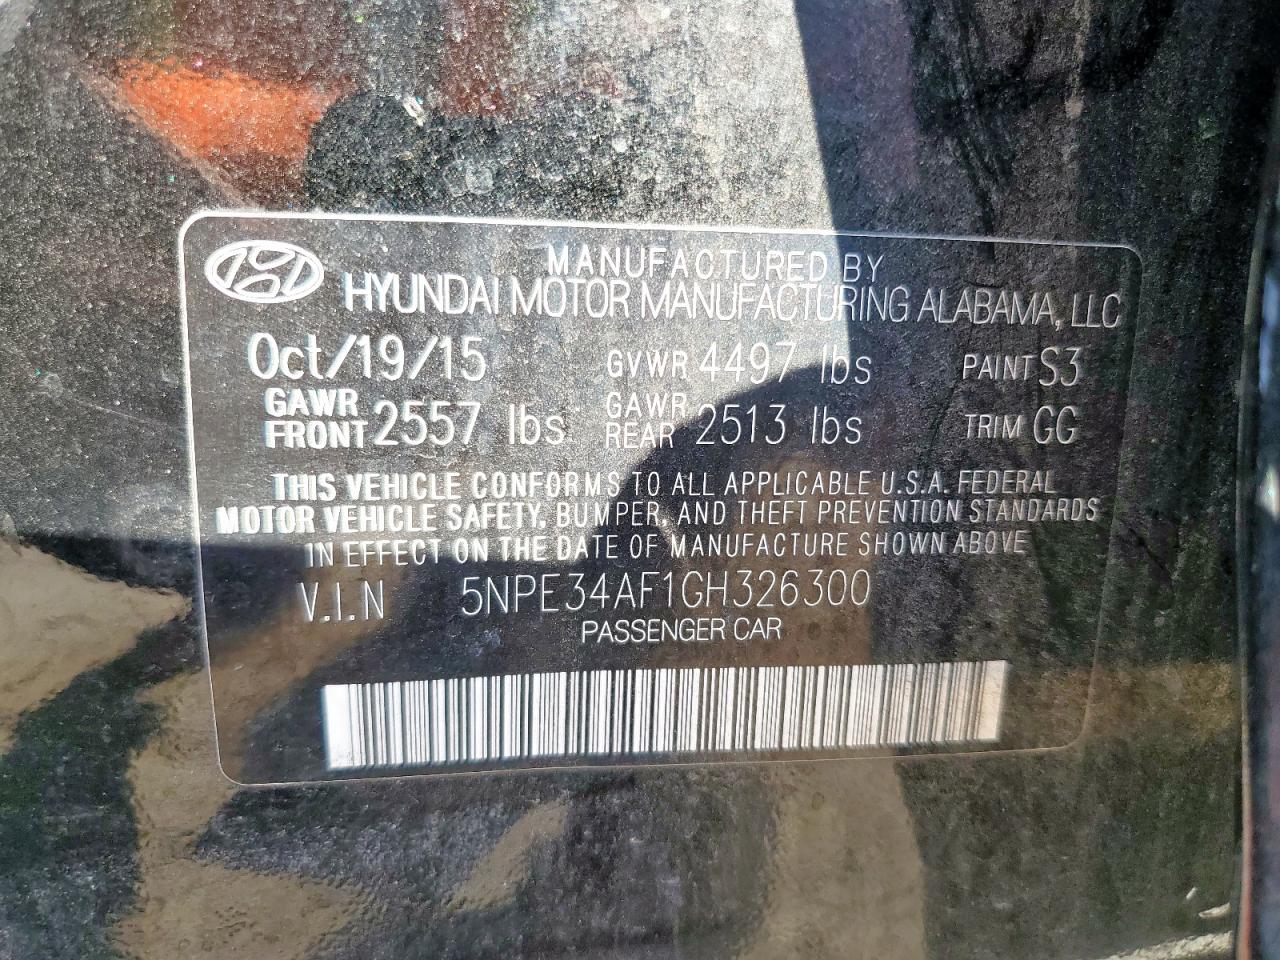 MANUFACTURED BY
HYUNDAI MOTOR MANUFACTURING ALABAMA, LLC
Oct/19/15 GVWR 4497 lbs PAINT S3
GAWR FRONT 2557 lbs GAWR REAR 2513 lbs TRIM GG
THIS VEHICLE CONFORMS TO ALL APPLICABLE U.S.A. FEDERAL
MOTOR VEHICLE SAFETY, BUMPER, AND THEFT PREVENTION STANDARDS
IN EFFECT ON THE DATE OF MANUFACTURE SHOWN ABOVE
V.I.N 5NPE34AF1GH326300
PASSENGER CAR